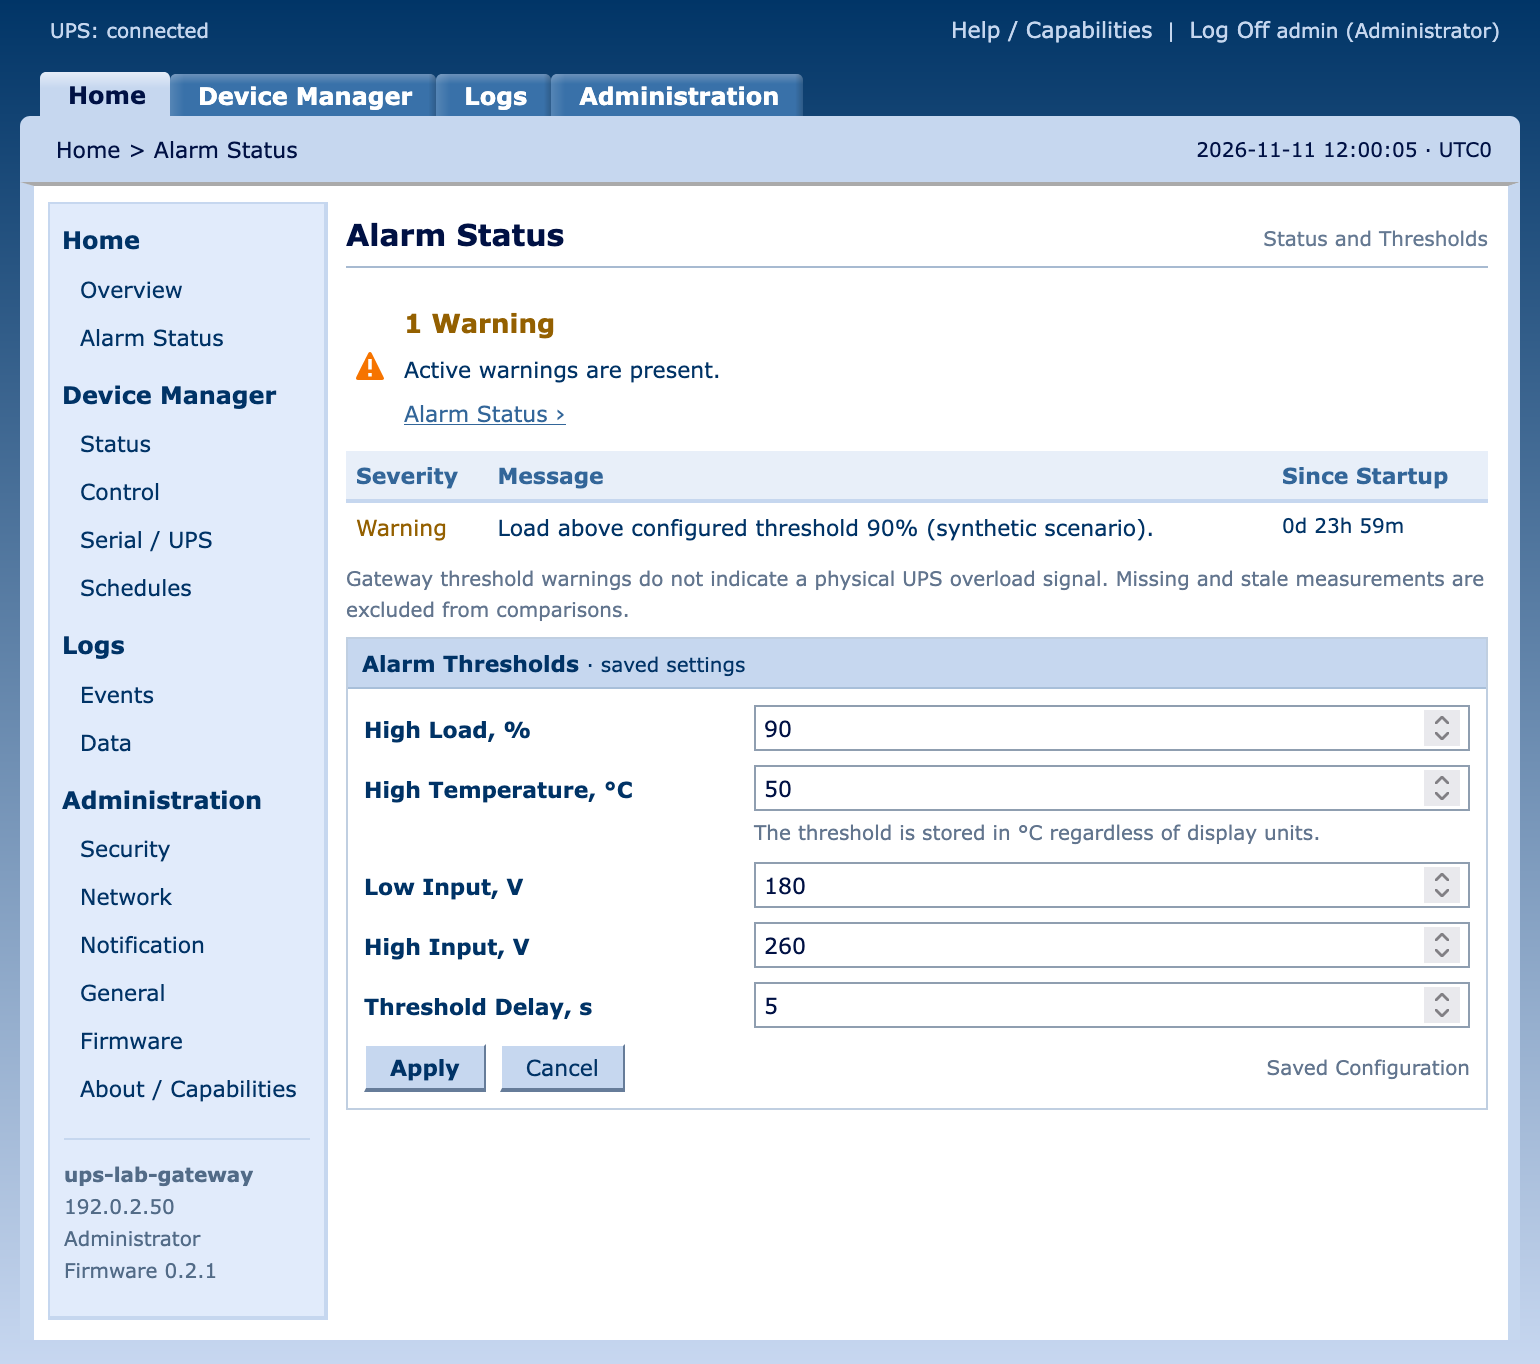 UPS: connected
Help / Capabilities | Log Off admin (Administrator)
Home
Device Manager
Logs
Administration
Home > Alarm Status
2026-11-11 12:00:05 · UTC0
Home
Overview
Alarm Status
Device Manager
Status
Control
Serial / UPS
Schedules
Logs
Events
Data
Administration
Security
Network
Notification
General
Firmware
About / Capabilities
ups-lab-gateway
192.0.2.50
Administrator
Firmware 0.2.1
Alarm Status
Status and Thresholds
1 Warning
Active warnings are present.
Alarm Status ›
Severity Message Since Startup
Warning Load above configured threshold 90% (synthetic scenario). 0d 23h 59m
Gateway threshold warnings do not indicate a physical UPS overload signal. Missing and stale measurements are
excluded from comparisons.
Alarm Thresholds · saved settings
High Load, % 90
High Temperature, °C 50
The threshold is stored in °C regardless of display units.
Low Input, V 180
High Input, V 260
Threshold Delay, s 5
Apply Cancel Saved Configuration